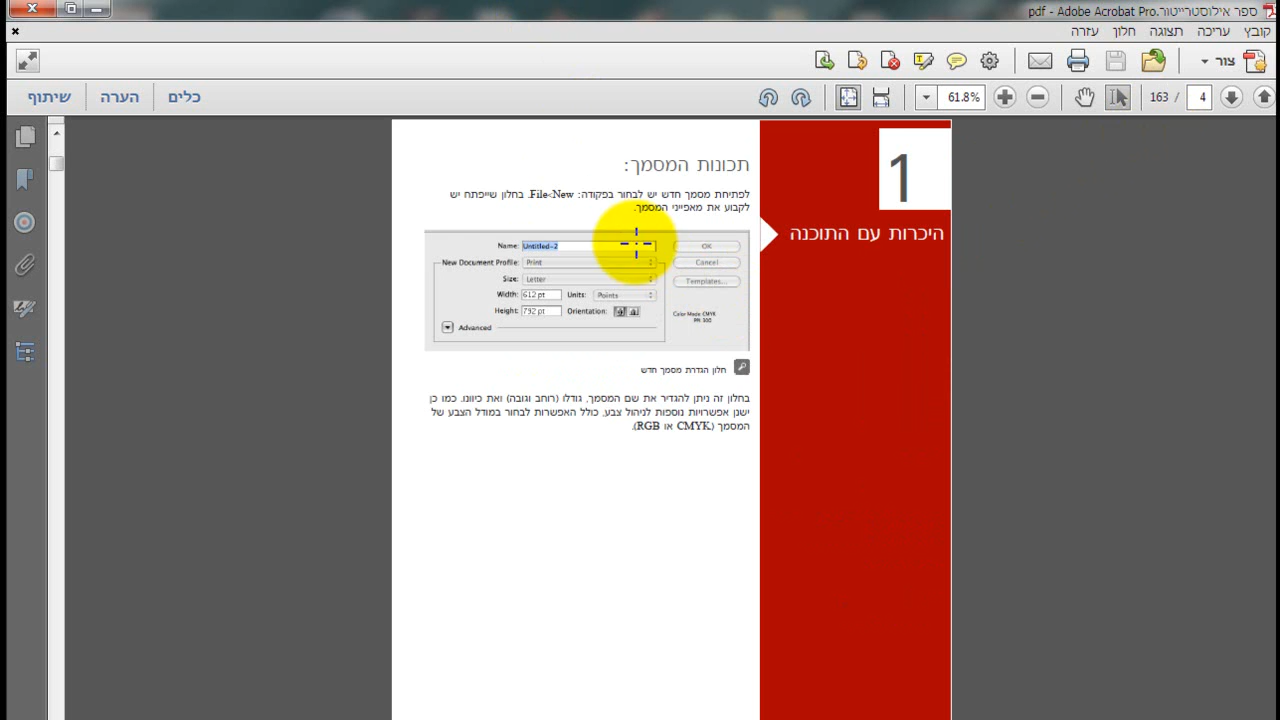 ספר אילוסטרייטור.pdf - Adobe Acrobat Pro
קובץ עריכה תצוגה חלון עזרה
צור
4 / 163 61.8%
כלים הערה שיתוף
1
היכרות עם התוכנה
תכונות המסמך:
לפתיחת מסמך חדש יש לבחור בפקודה: File<New. בחלון שייפתח יש
לקבוע את מאפייני המסמך.
Name: Untitled-2 OK
New Document Profile: Print Cancel
Size: Letter Templates...
Width: 612 pt Units: Points
Height: 792 pt Orientation:
Color Mode: CMYK
PPI: 300
Advanced
חלון הגדרת מסמך חדש
בחלון זה ניתן להגדיר את שם המסמך, גודלו (רוחב וגובה) ואת כיוונו. כמו כן
ישנן אפשרויות נוספות לניהול צבע, כולל האפשרות לבחור במודל הצבע של
המסמך (CMYK או RGB).